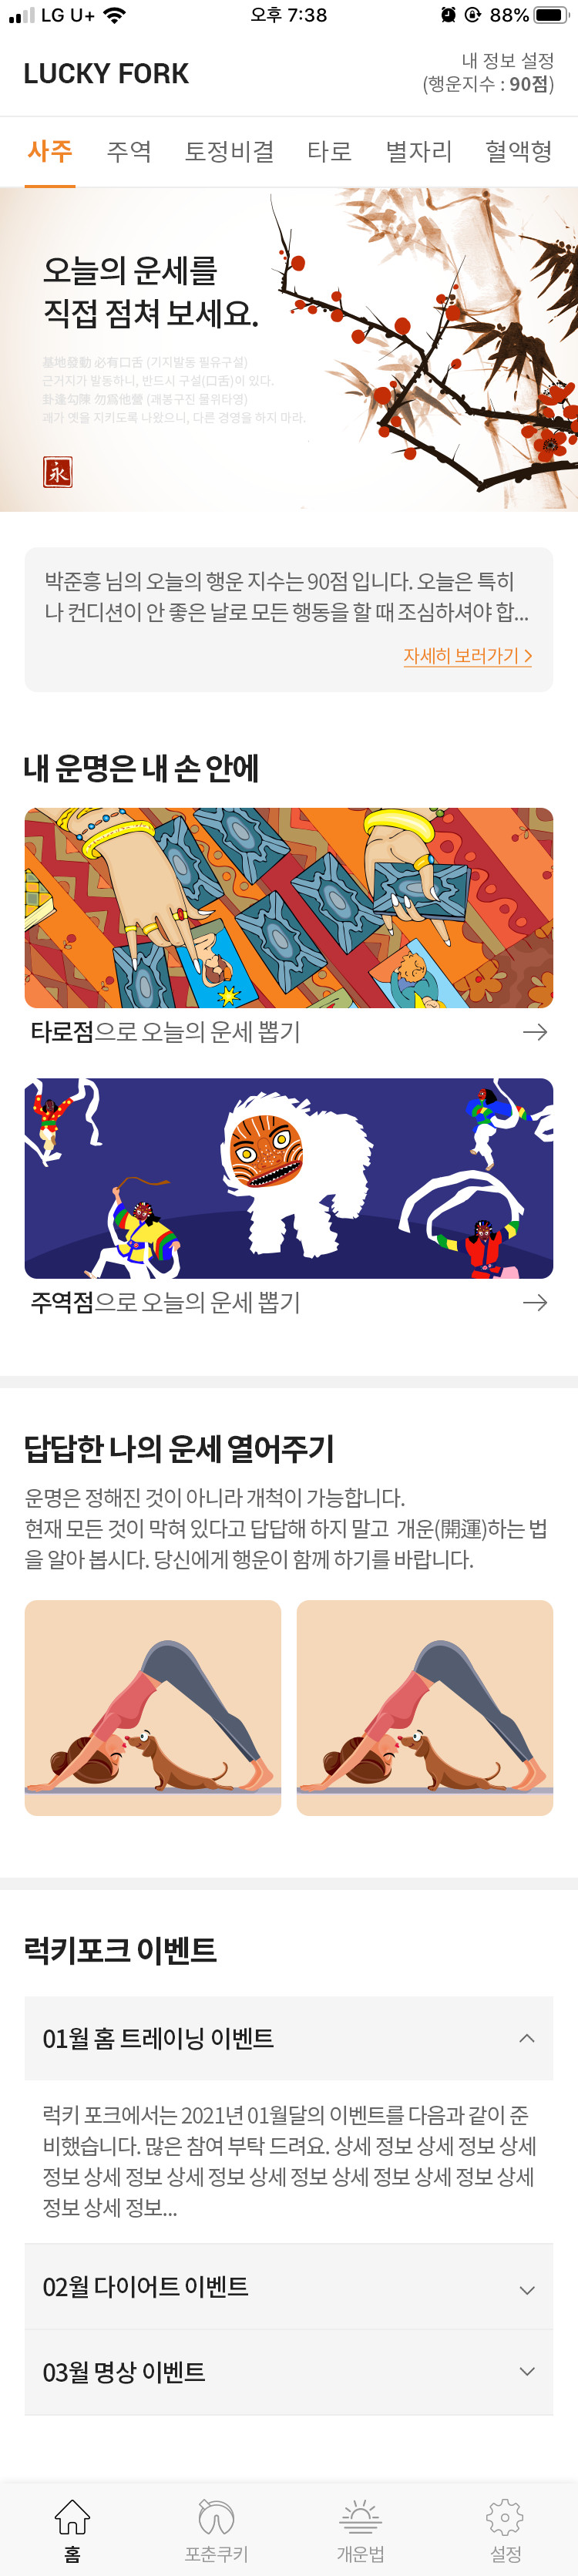 LG U+
오후 7:38
88%
LUCKY FORK
내 정보 설정
(행운지수 : 90점)
사주 주역 토정비결 타로 별자리 혈액형
오늘의 운세를
직접 점쳐 보세요.
基地發動 必有口舌 (기지발동 필유구설)
근거지가 발동하니, 반드시 구설(口舌)이 있다.
卦逢勾陳 勿爲他營 (괘봉구진 물위타영)
괘가 옛을 지키도록 나왔으니, 다른 경영을 하지 마라.
永
박준흥 님의 오늘의 행운 지수는 90점 입니다. 오늘은 특히
나 컨디션이 안 좋은 날로 모든 행동을 할 때 조심하셔야 합...
자세히 보러가기 >
내 운명은 내 손 안에
타로점으로 오늘의 운세 뽑기
주역점으로 오늘의 운세 뽑기
답답한 나의 운세 열어주기
운명은 정해진 것이 아니라 개척이 가능합니다.
현재 모든 것이 막혀 있다고 답답해 하지 말고 개운(開運)하는 법
을 알아 봅시다. 당신에게 행운이 함께 하기를 바랍니다.
럭키포크 이벤트
01월 홈 트레이닝 이벤트
럭키 포크에서는 2021년 01월달의 이벤트를 다음과 같이 준
비했습니다. 많은 참여 부탁 드려요. 상세 정보 상세 정보 상세
정보 상세 정보 상세 정보 상세 정보 상세 정보 상세 정보 상세
정보 상세 정보...
02월 다이어트 이벤트
03월 명상 이벤트
홈 포춘쿠키 개운법 설정